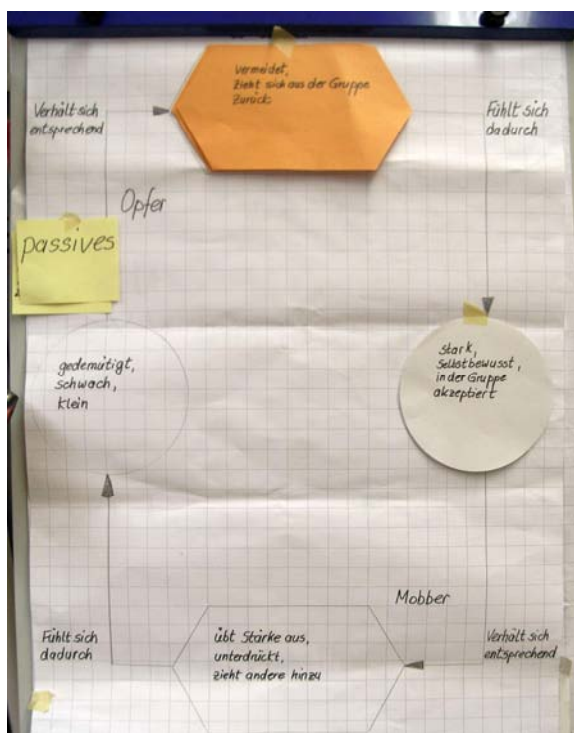 vermeidet,
Zieht sich aus der Gruppe
Zurück
Verhält sich
entsprechend
Fühlt sich
dadurch
Opfer
passives
stark,
Selbstbewusst,
in der Gruppe
akzeptiert
gedemütigt,
schwach,
klein
Mobber
Fühlt sich
dadurch
übt Stärke aus,
unterdrückt,
zieht andere hinzu
Verhält sich
entsprechend